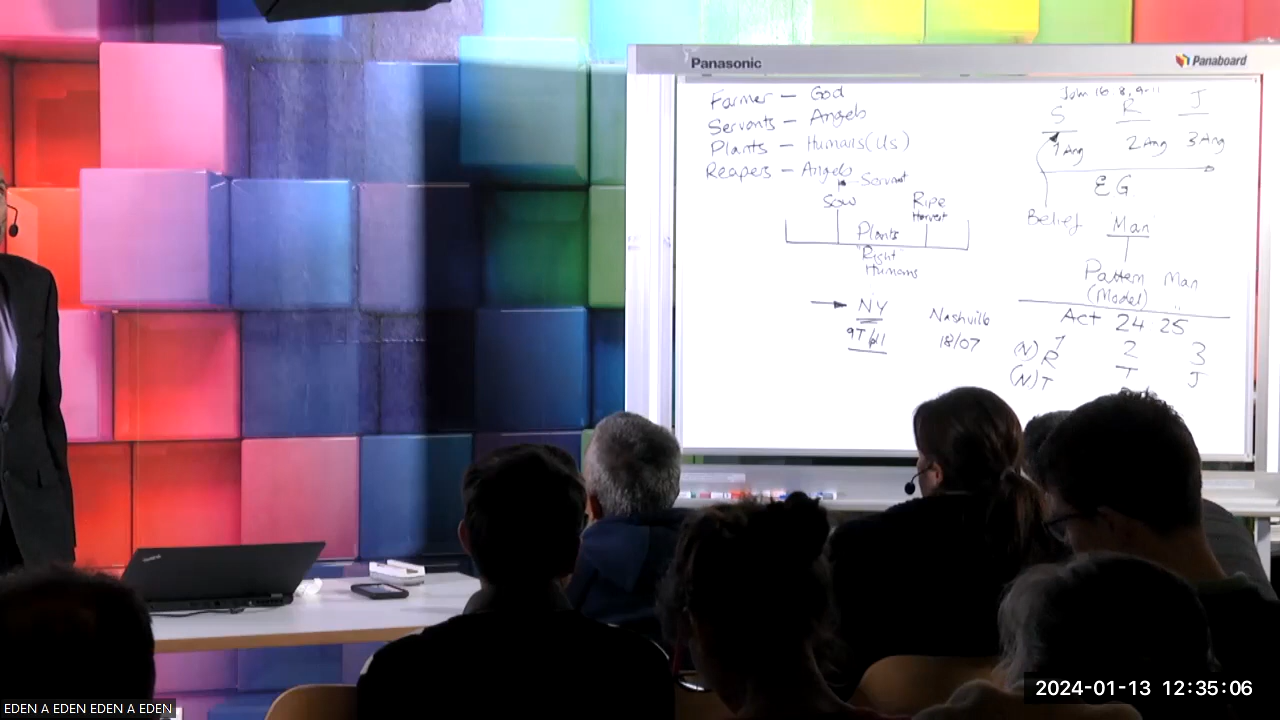 Panasonic
Panaboard
Farmer — God
Servants — Angels
Plants — Humans (Us)
Reapers — Angels
Servant
Sow
Ripe
Harvest
Plants
"Right"
Humans
NY
9T/11
Nashville
18/07
John 16 8, 9-11
S R J
1 Ang 2 Ang 3 Ang
EG
Belief
Man
Pattern Man
(Model) "
Act 24 25
(N) R 2 3
(N) T T J
EDEN A EDEN EDEN A EDEN
2024-01-13 12:35:06